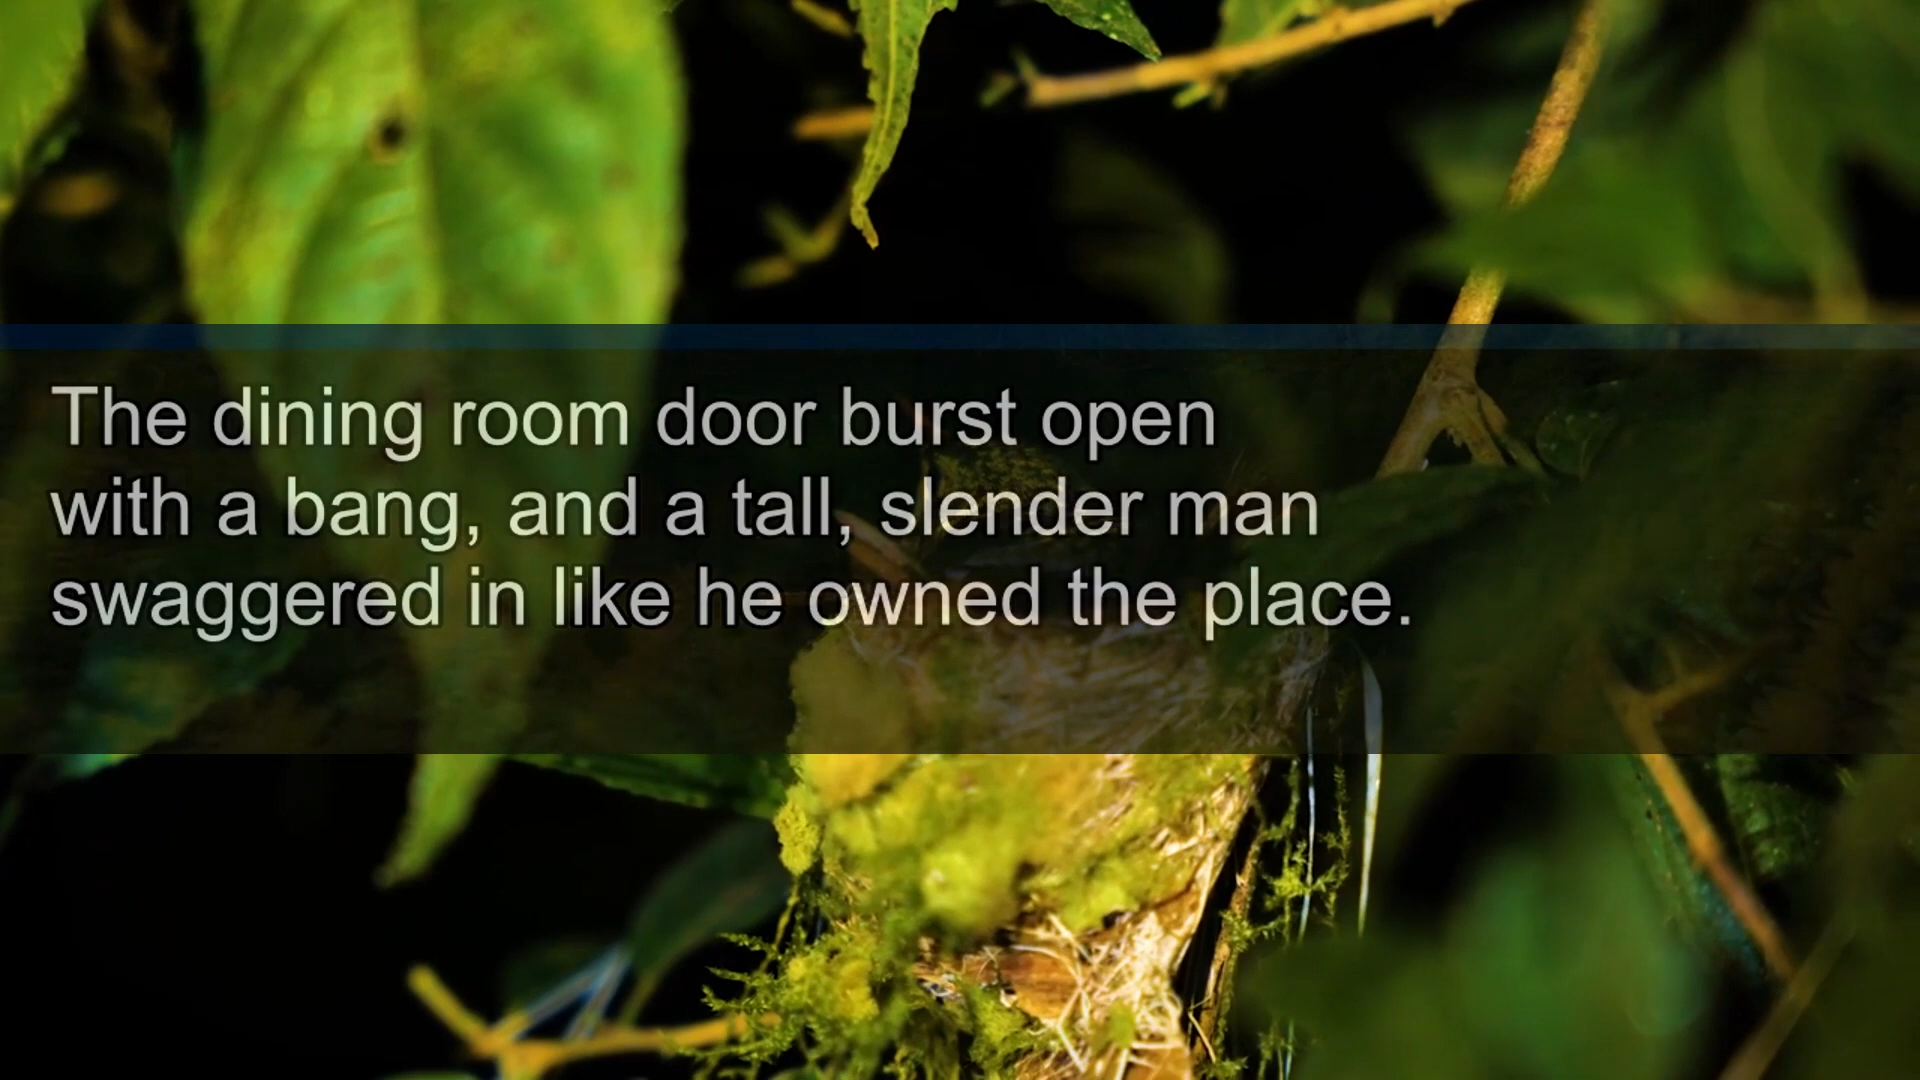 The dining room door burst open
with a bang, and a tall, slender man
swaggered in like he owned the place.